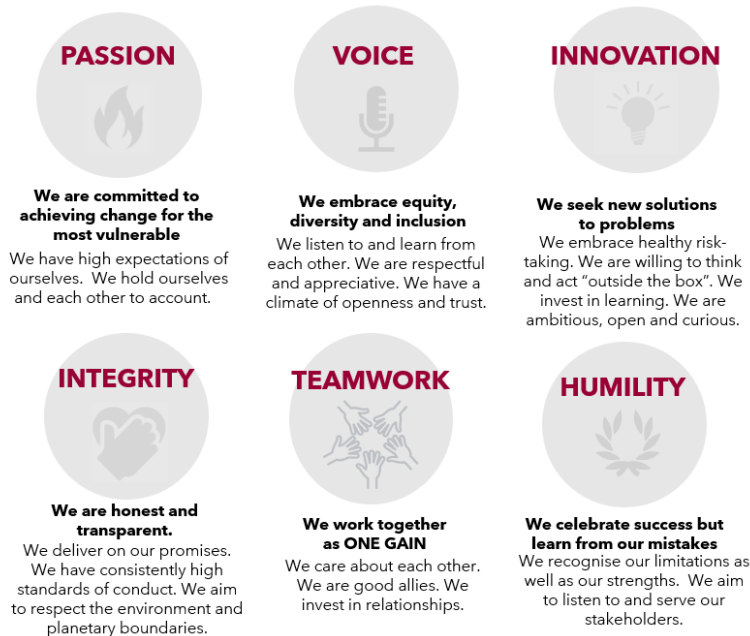 PASSION
We are committed to
achieving change for the
most vulnerable
We have high expectations of
ourselves.  We hold ourselves
and each other to account.
VOICE
We embrace equity,
diversity and inclusion
We listen to and learn from
each other. We are respectful
and appreciative. We have a
climate of openness and trust.
INNOVATION
We seek new solutions
to problems
We embrace healthy risk-
taking. We are willing to think
and act “outside the box”. We
invest in learning. We are
ambitious, open and curious.
INTEGRITY
We are honest and
transparent.
We deliver on our promises.
We have consistently high
standards of conduct. We aim
to respect the environment and
planetary boundaries.
TEAMWORK
We work together
as ONE GAIN
We care about each other.
We are good allies. We
invest in relationships.
HUMILITY
We celebrate success but
learn from our mistakes
We recognise our limitations as
well as our strengths.  We aim
to listen to and serve our
stakeholders.